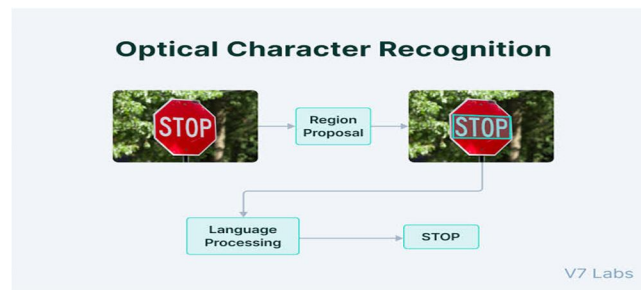 Optical Character Recognition
STOP
Region
Proposal
STOP
Language
Processing
STOP
V7 Labs